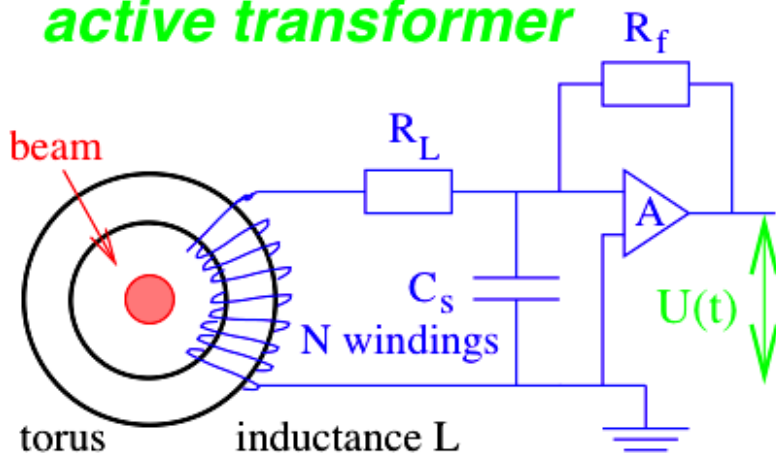 active transformer
R_f
beam
R_L
A
C_s
U(t)
N windings
torus
inductance L